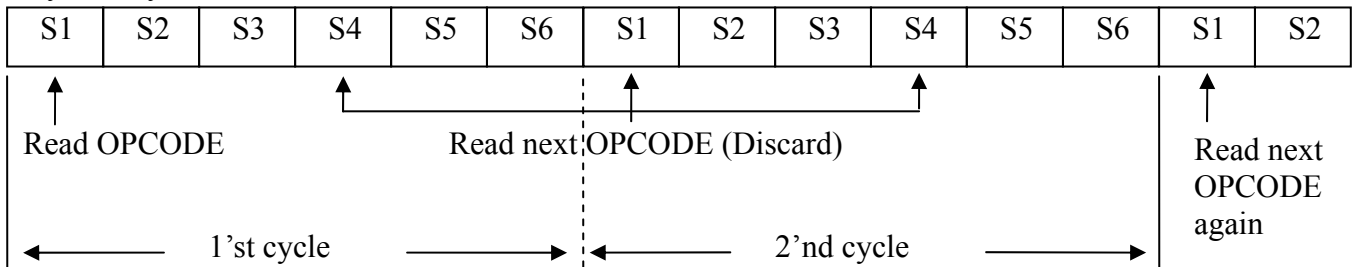 S1 S2 S3 S4 S5 S6 S1 S2 S3 S4 S5 S6 S1 S2
Read OPCODE
Read next OPCODE (Discard)
Read next
OPCODE
again
1’st cycle
2’nd cycle